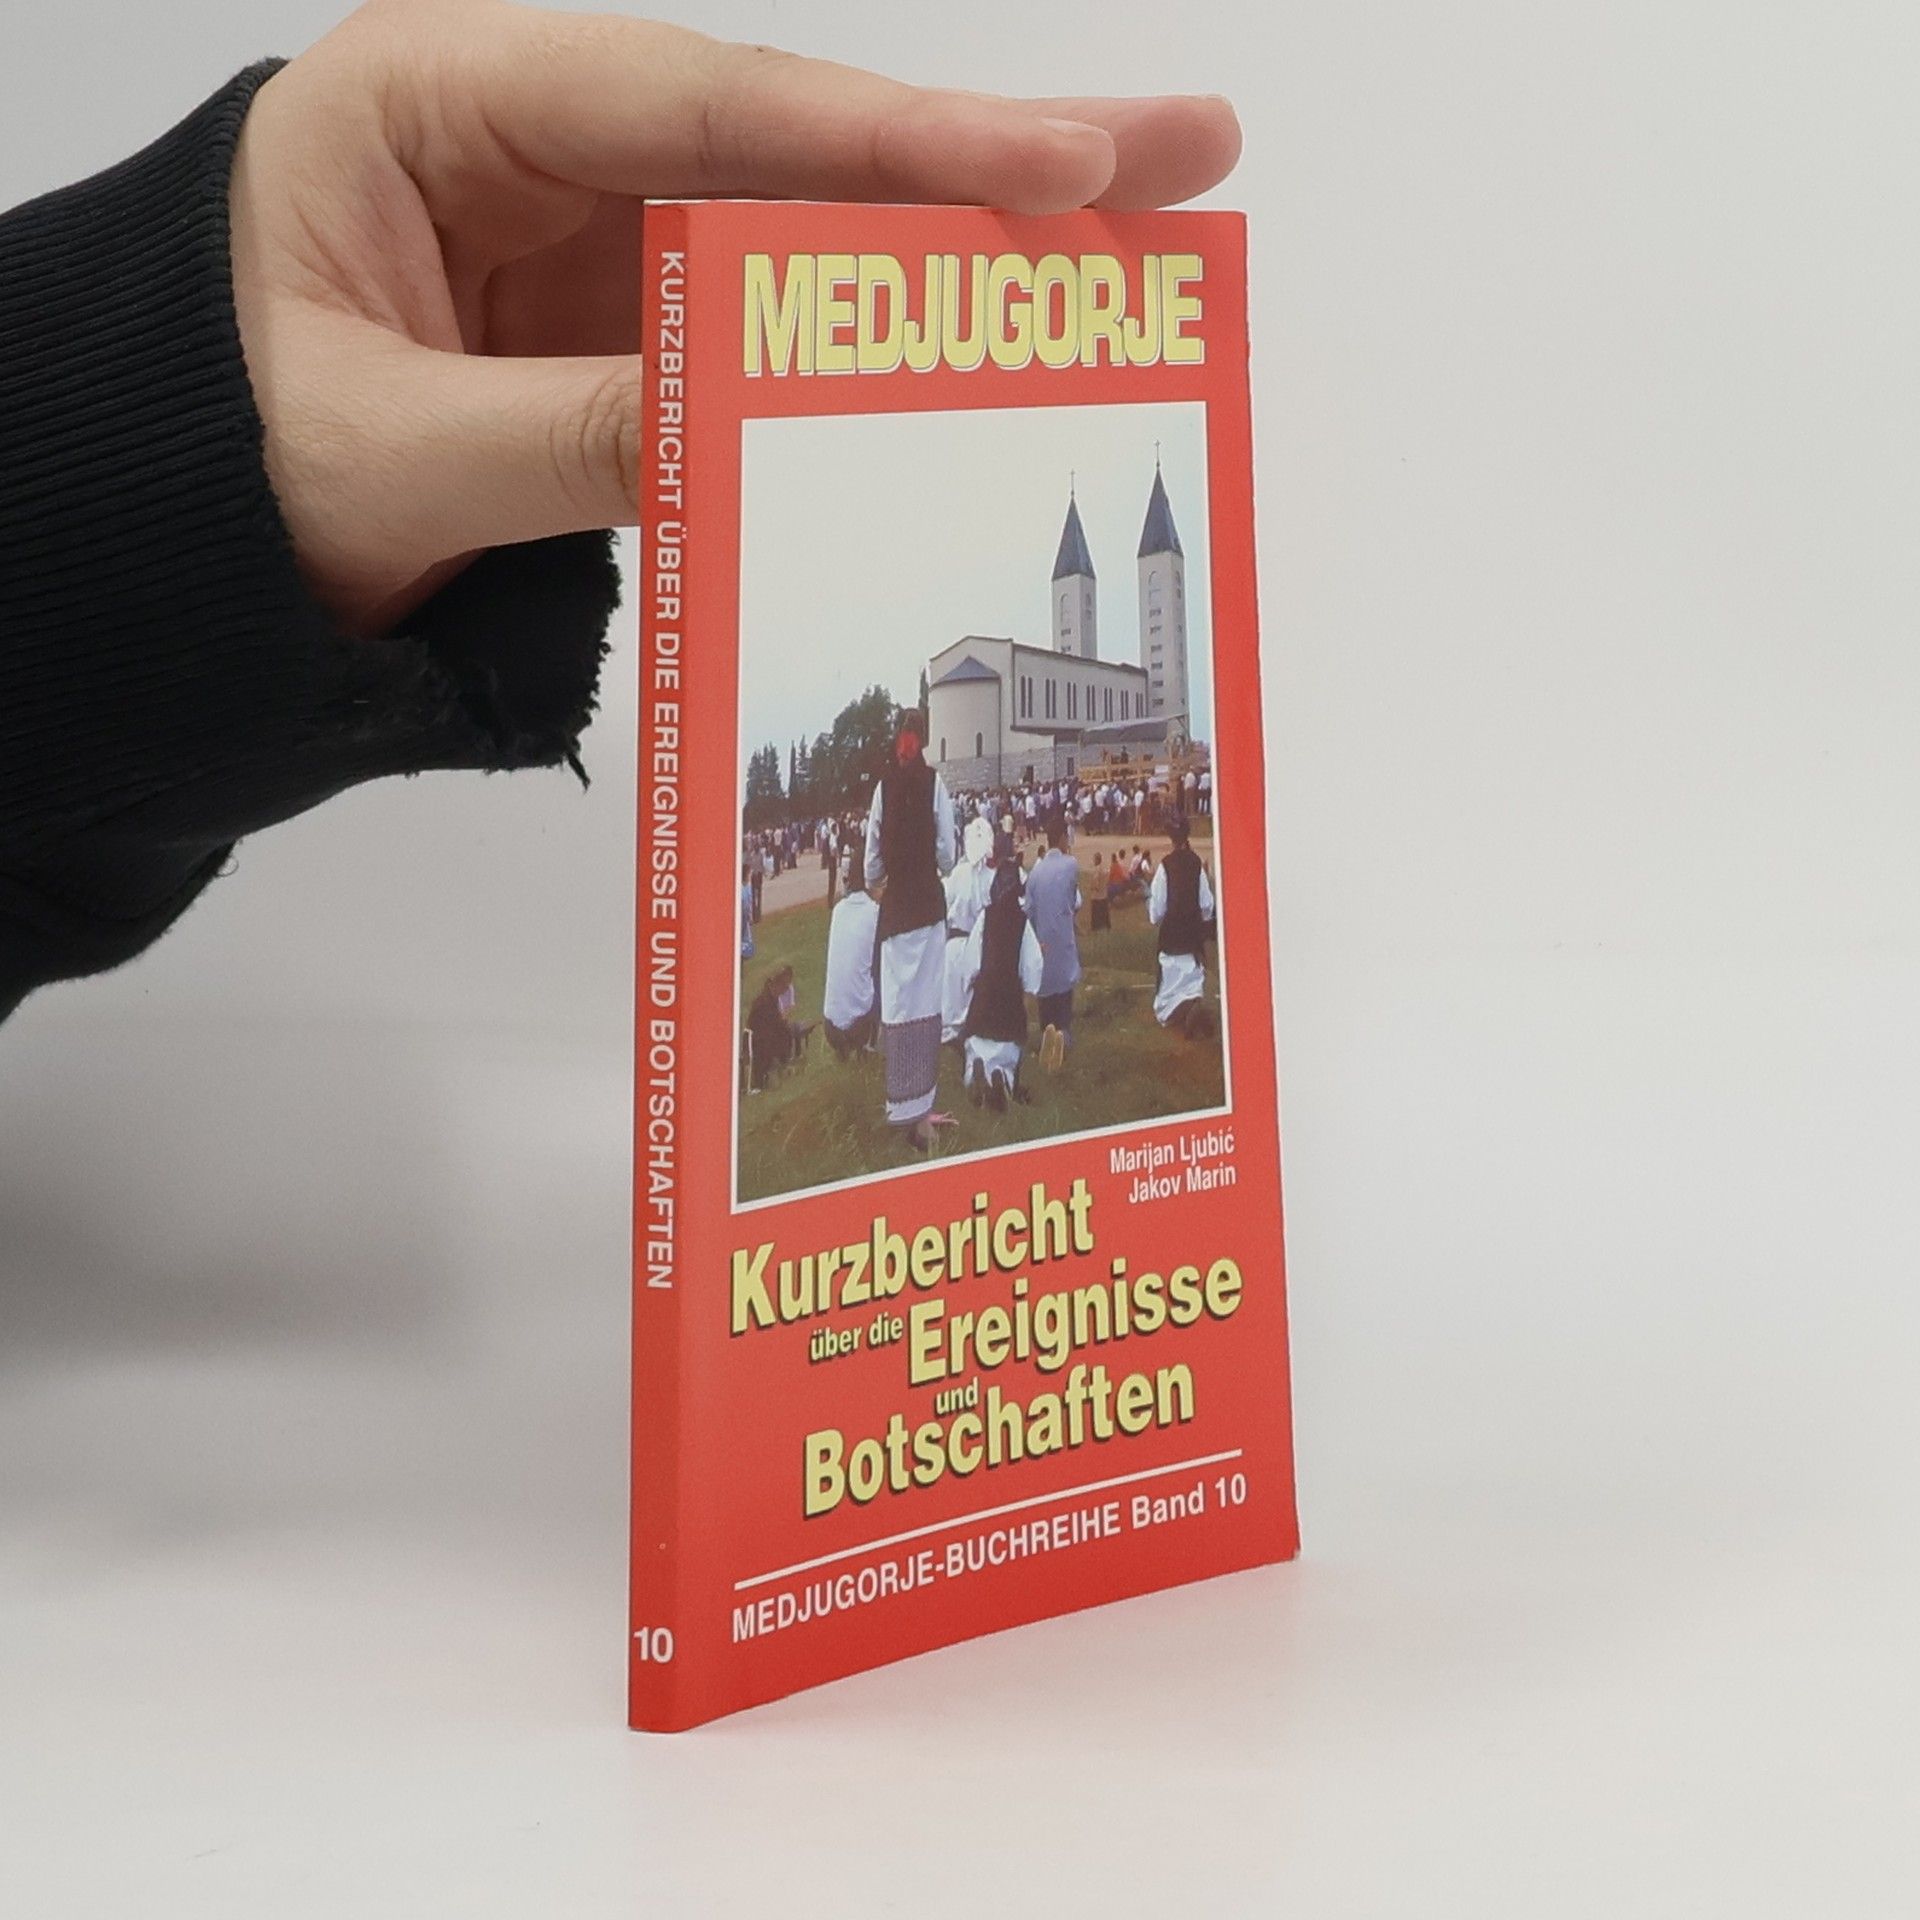 KURZBERICHT ÜBER DIE EREIGNISSE UND BOTSCHAFTEN
10
MEDJUGORJE
Marijan Ljubić
Jakov Marin
Kurzbericht
über die Ereignisse
und
Botschaften
MEDJUGORJE-BUCHREIHE Band 10